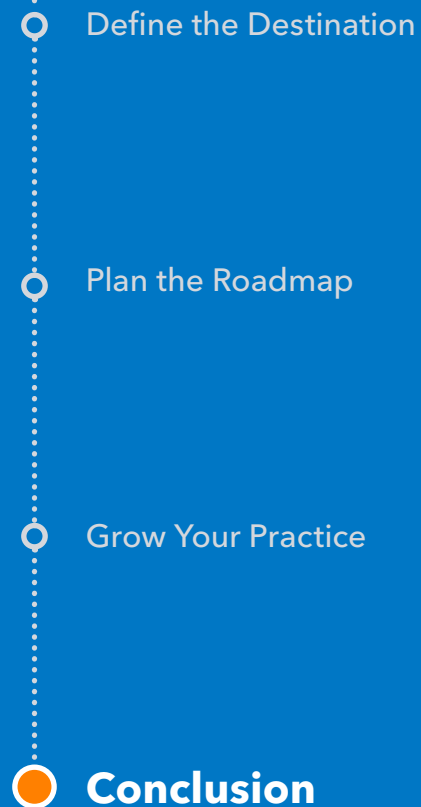 Define the Destination
Plan the Roadmap
Grow Your Practice
Conclusion